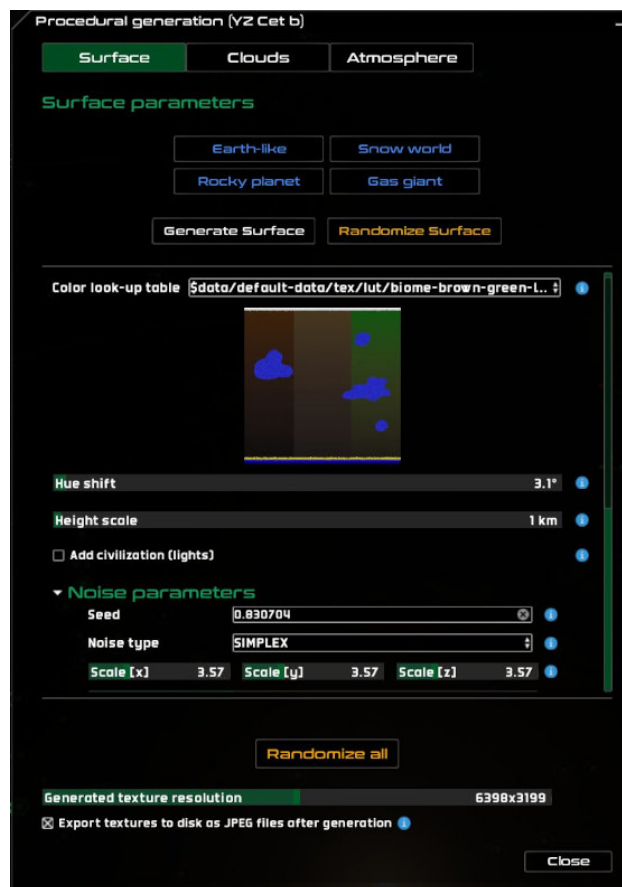 Procedural generation (YZ Cet b)
Surface Clouds Atmosphere
Surface parameters
Earth-like Snow world
Rocky planet Gas giant
Generate Surface Randomize Surface
Color look-up table $data/default-data/tex/lut/biome-brown-green-l..
Hue shift 3.1°
Height scale 1 km
Add civilization (lights)
Noise parameters
Seed 0.830704
Noise type SIMPLEX
Scale [x] 3.57 Scale [y] 3.57 Scale [z] 3.57
Randomize all
Generated texture resolution 6398x3199
Export textures to disk as JPEG files after generation
Close